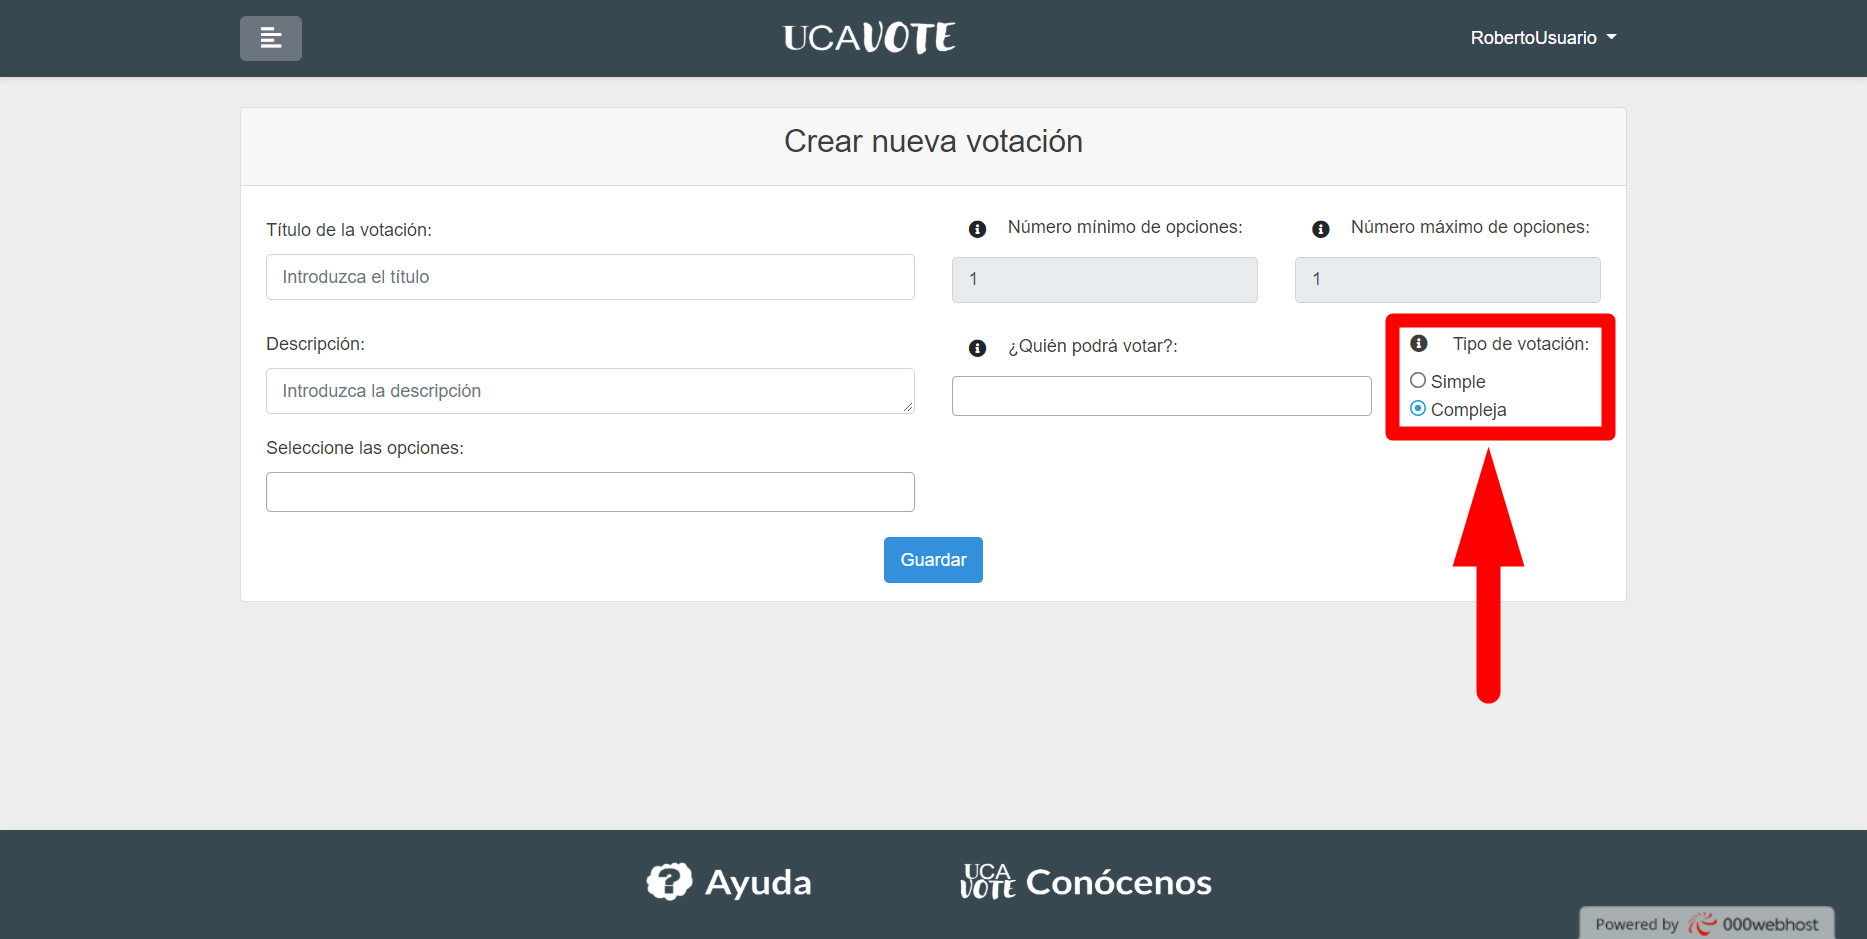 UCAVOTE
RobertoUsuario
Crear nueva votación
Título de la votación:
Introduzca el título
Número mínimo de opciones:
1
Número máximo de opciones:
1
Descripción:
Introduzca la descripción
¿Quién podrá votar?:
Tipo de votación:
Simple
Compleja
Seleccione las opciones:
Guardar
Ayuda
UCA
VOTE
Conócenos
Powered by 000webhost